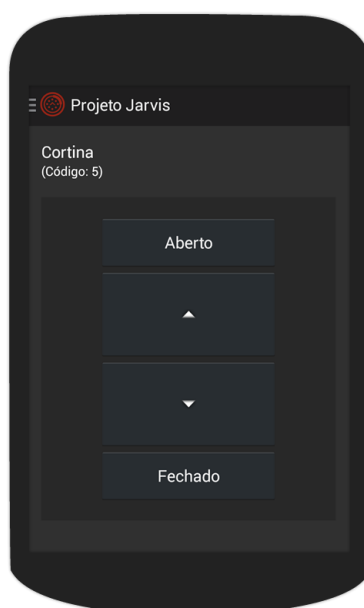 Projeto Jarvis
Cortina
(Código: 5)
Aberto
Fechado